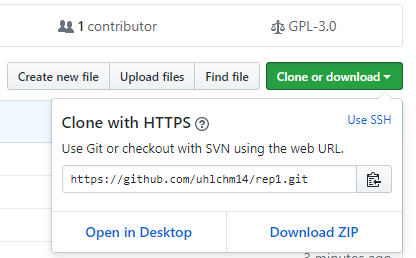 1 contributor
GPL-3.0
Create new file
Upload files
Find file
Clone or download
Clone with HTTPS
Use SSH
Use Git or checkout with SVN using the web URL.
https://github.com/uhlchm14/rep1.git
Open in Desktop
Download ZIP
3 minutes ago